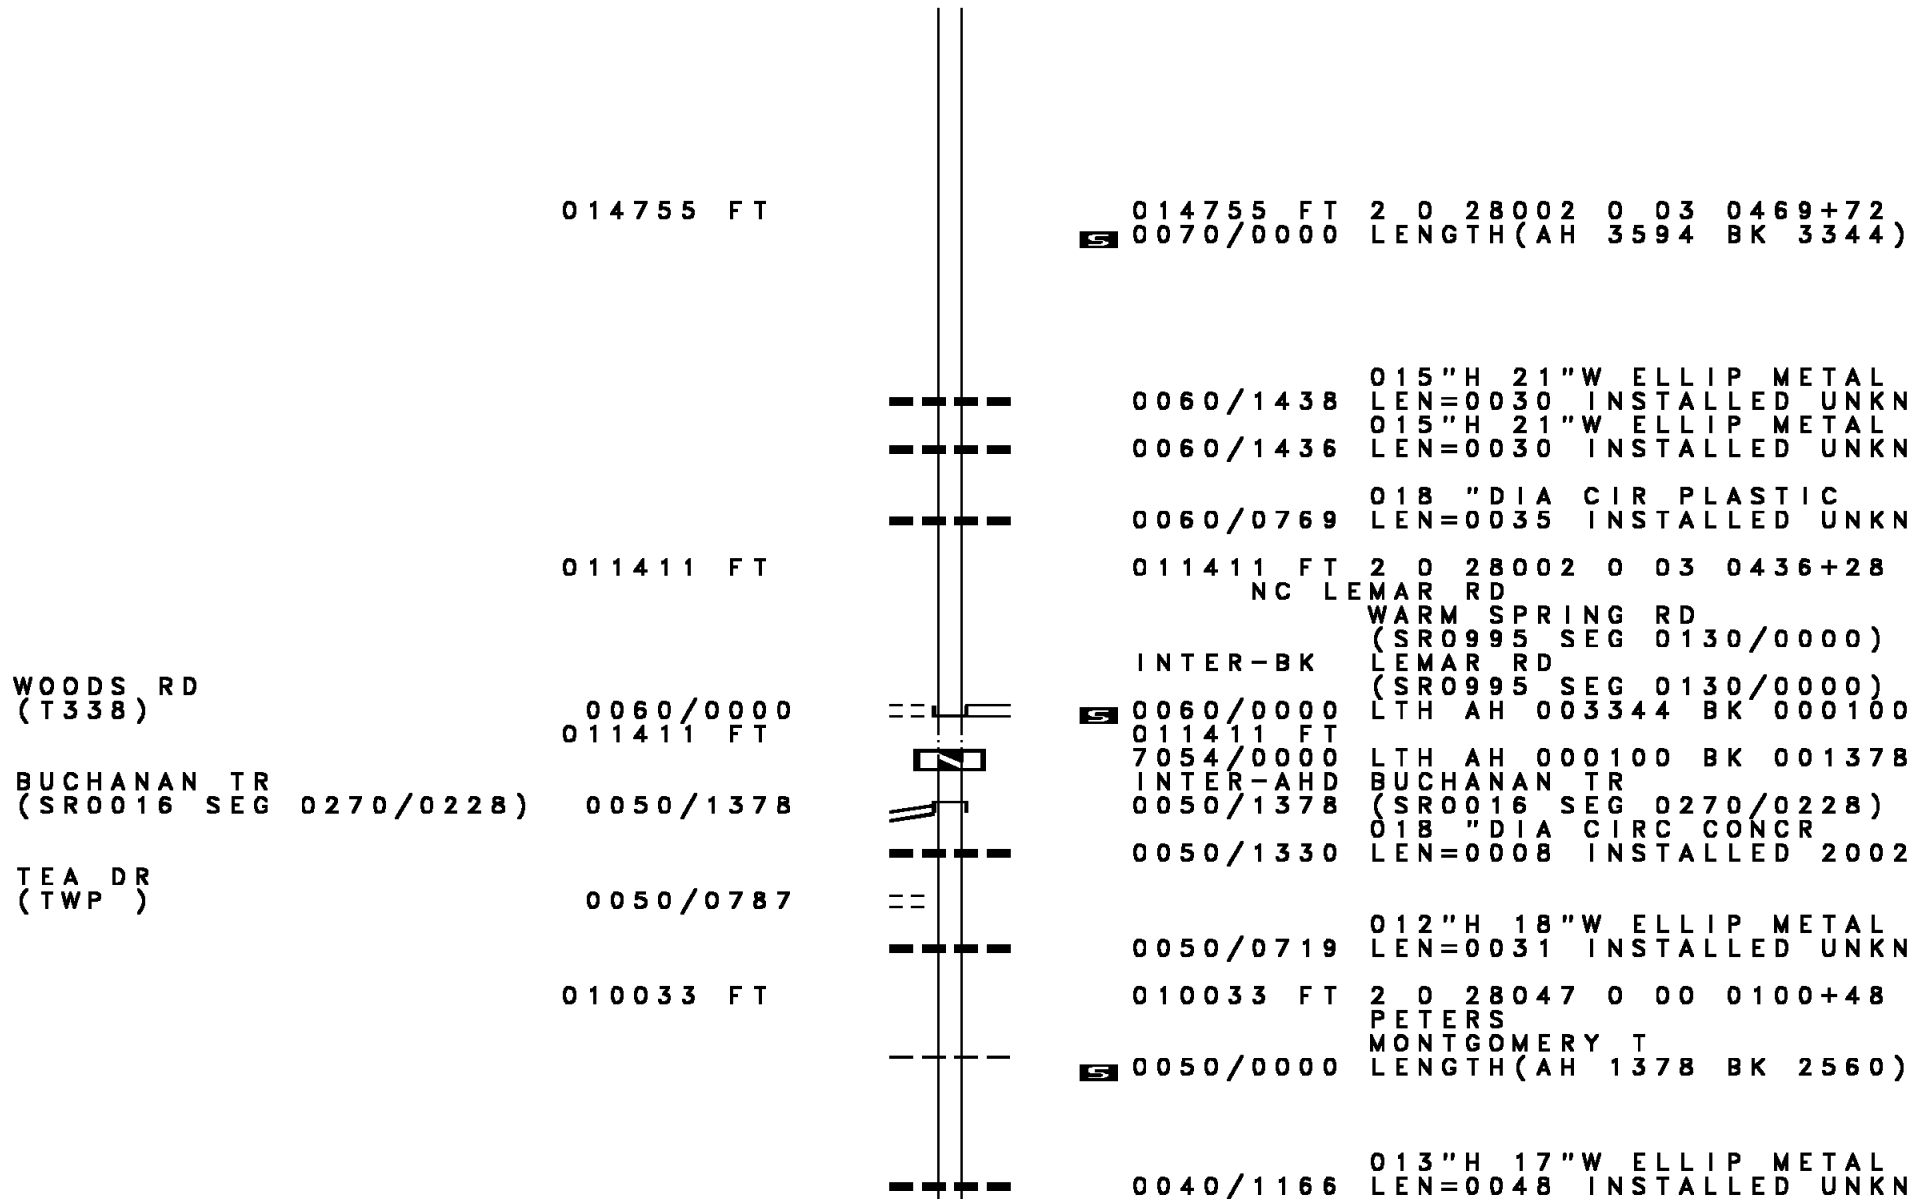 014755 FT 014755 FT 2 0 28002 0 03 0469+72
S 0070/0000 LENGTH(AH 3594 BK 3344)
015"H 21"W ELLIP METAL
0060/1438 LEN=0030 INSTALLED UNKN
015"H 21"W ELLIP METAL
0060/1436 LEN=0030 INSTALLED UNKN
018 "DIA CIR PLASTIC
0060/0769 LEN=0035 INSTALLED UNKN
011411 FT 011411 FT 2 0 28002 0 03 0436+28
NC LEMAR RD
WARM SPRING RD
(SR0995 SEG 0130/0000)
INTER-BK LEMAR RD
WOODS RD (SR0995 SEG 0130/0000)
(T338) 0060/0000 S 0060/0000 LTH AH 003344 BK 000100
011411 FT 011411 FT
7054/0000 LTH AH 000100 BK 001378
BUCHANAN TR INTER-AHD BUCHANAN TR
(SR0016 SEG 0270/0228) 0050/1378 0050/1378 (SR0016 SEG 0270/0228)
018 "DIA CIRC CONCR
0050/1330 LEN=0008 INSTALLED 2002
TEA DR
(TWP ) 0050/0787
012"H 18"W ELLIP METAL
0050/0719 LEN=0031 INSTALLED UNKN
010033 FT 010033 FT 2 0 28047 0 00 0100+48
PETERS
MONTGOMERY T
S 0050/0000 LENGTH(AH 1378 BK 2560)
013"H 17"W ELLIP METAL
0040/1166 LEN=0048 INSTALLED UNKN